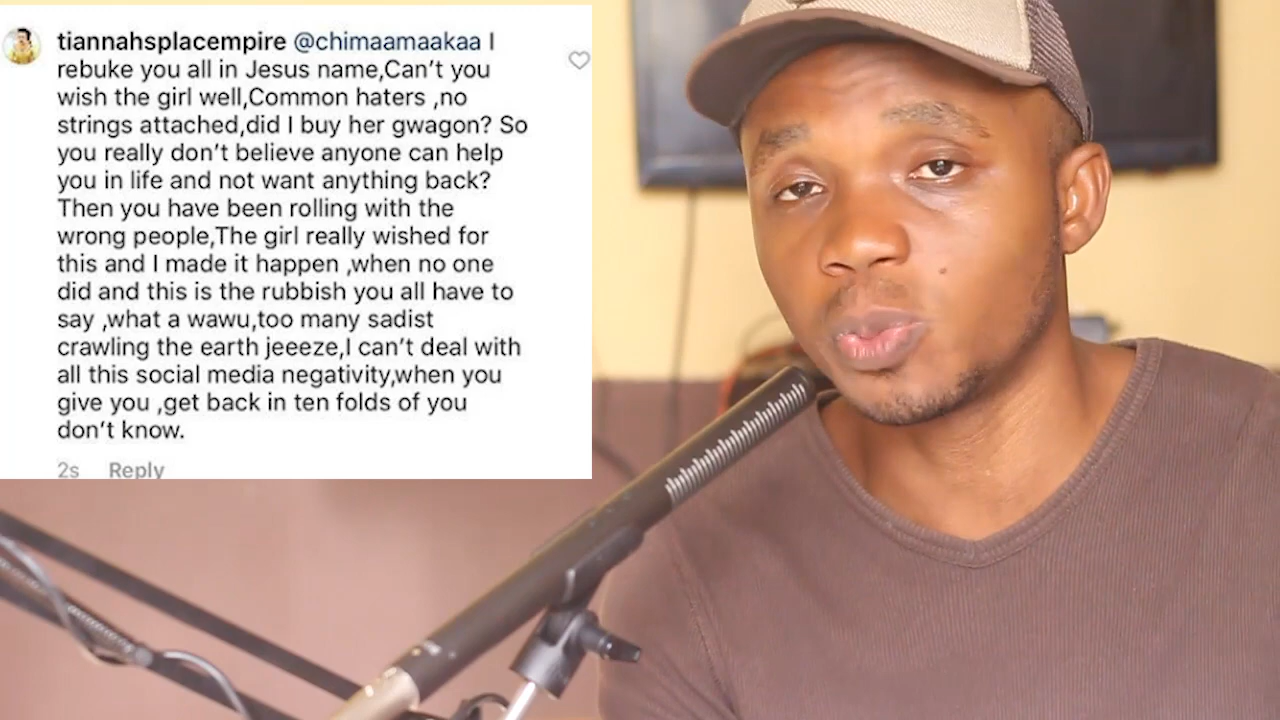 tiannahsplacempire @chimaamaakaa I
rebuke you all in Jesus name,Can’t you
wish the girl well,Common haters ,no
strings attached,did I buy her gwagon? So
you really don’t believe anyone can help
you in life and not want anything back?
Then you have been rolling with the
wrong people,The girl really wished for
this and I made it happen ,when no one
did and this is the rubbish you all have to
say ,what a wawu,too many sadist
crawling the earth jeeeze,I can’t deal with
all this social media negativity,when you
give you ,get back in ten folds of you
don’t know.
2s Reply